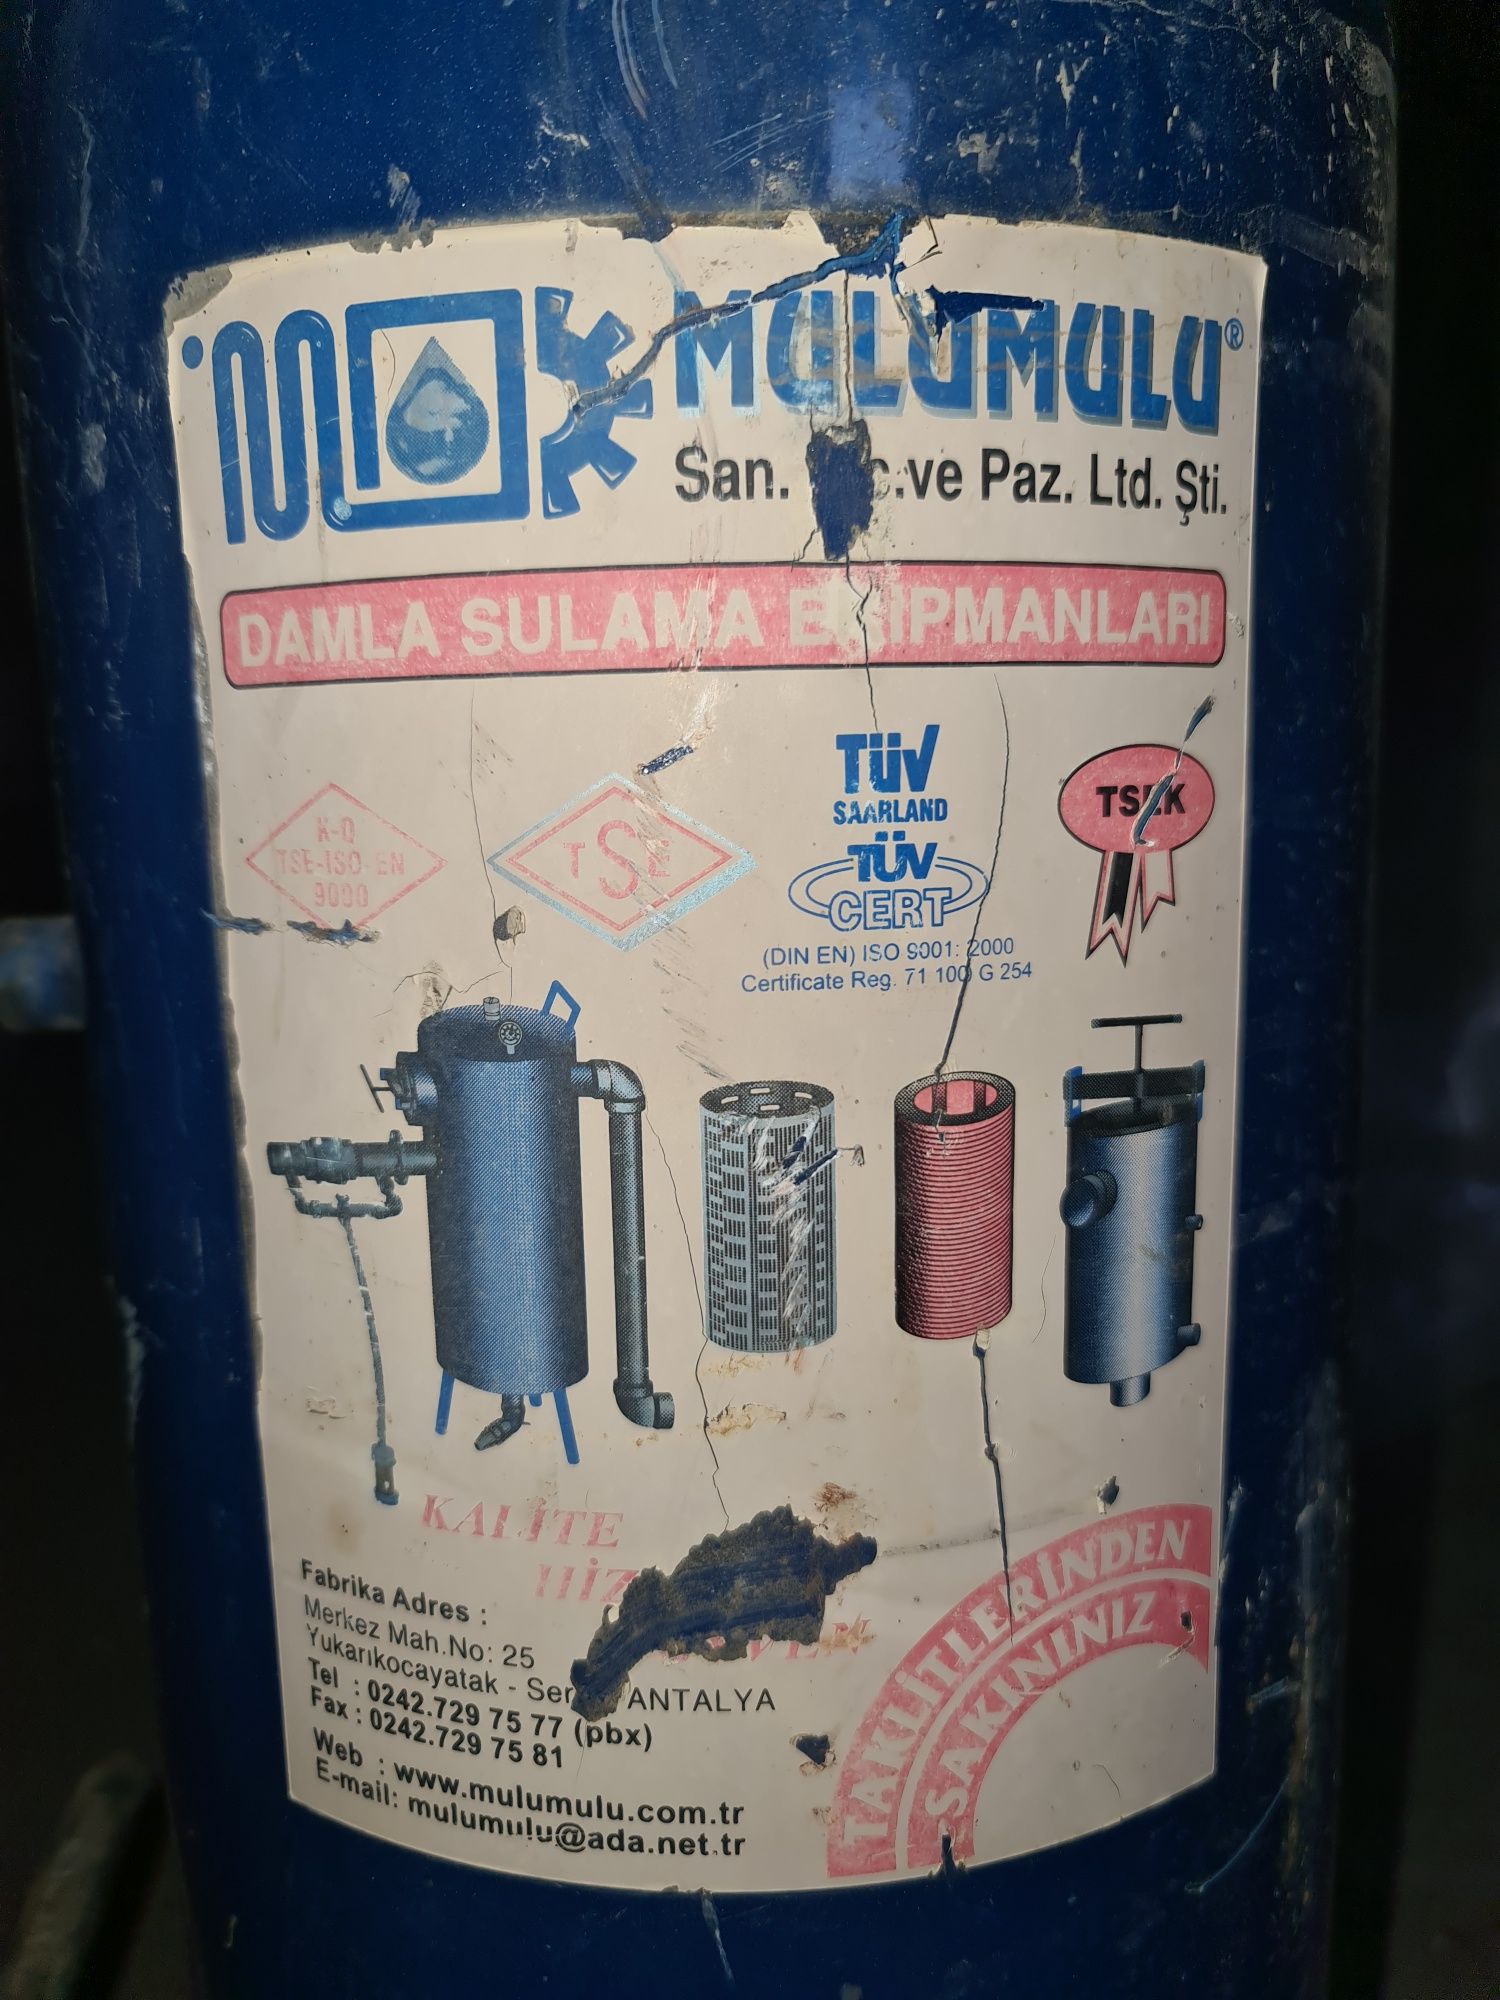 MULUMULU®
San. ve Paz. Ltd. Şti.
DAMLA SULAMA EKİPMANLARI
K-Q
TSE-ISO-EN
9000
TSE
TÜV
SAARLAND
TÜV
CERT
(DIN EN) ISO 9001: 2000
Certificate Reg. 71 100 G 254
TSEK
KALİTE
Fabrika Adres :
Merkez Mah.No: 25
Yukarıkocayatak - ANTALYA
Tel : 0242.729 75 77 (pbx)
Fax : 0242.729 75 81
Web : www.mulumulu.com.tr
E-mail: mulumulu@ada.net.tr
TAKLİTLERİNDEN
SAKININIZ